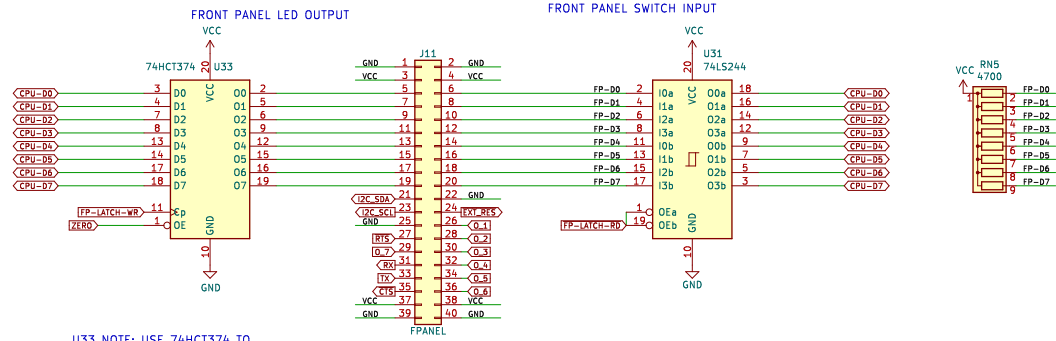 FRONT PANEL LED OUTPUT
FRONT PANEL SWITCH INPUT
VCC
74HCT374 U33
20
VCC
CPU-D0 3 D0 O0 2
CPU-D1 4 D1 O1 5
CPU-D2 7 D2 O2 6
CPU-D3 8 D3 O3 9
CPU-D4 13 D4 O4 12
CPU-D5 14 D5 O5 15
CPU-D6 17 D6 O6 16
CPU-D7 18 D7 O7 19
FP-LATCH-WR 11 Cp
ZERO 1 OE
GND
10
GND
J11
GND 1 2 GND
VCC 3 4 VCC
5 6
7 8
9 10
11 12
13 14
15 16
17 18
19 20
I2C_SDA 21 22 GND
I2C_SCL 23 24 EXT_RES
GND 25 26 O_1
RTS 27 28 O_2
O_7 29 30 O_3
RX 31 32 O_4
TX 33 34 O_5
CTS 35 36 O_6
VCC 37 38 VCC
GND 39 40 GND
FPANEL
VCC
U31
74LS244
20
VCC
FP-D0 2 I0a O0a 18 CPU-D0
FP-D1 4 I1a O1a 16 CPU-D1
FP-D2 6 I2a O2a 14 CPU-D2
FP-D3 8 I3a O3a 12 CPU-D3
FP-D4 11 I0b O0b 9 CPU-D4
FP-D5 13 I1b O1b 7 CPU-D5
FP-D6 15 I2b O2b 5 CPU-D6
FP-D7 17 I3b O3b 3 CPU-D7
1 OEa
FP-LATCH-RD 19 OEb
GND
10
GND
RN5
4700
VCC
1
2 FP-D0
3 FP-D1
4 FP-D2
5 FP-D3
6 FP-D4
7 FP-D5
8 FP-D6
9 FP-D7
U33 NOTE: USE 74HCT374 TO